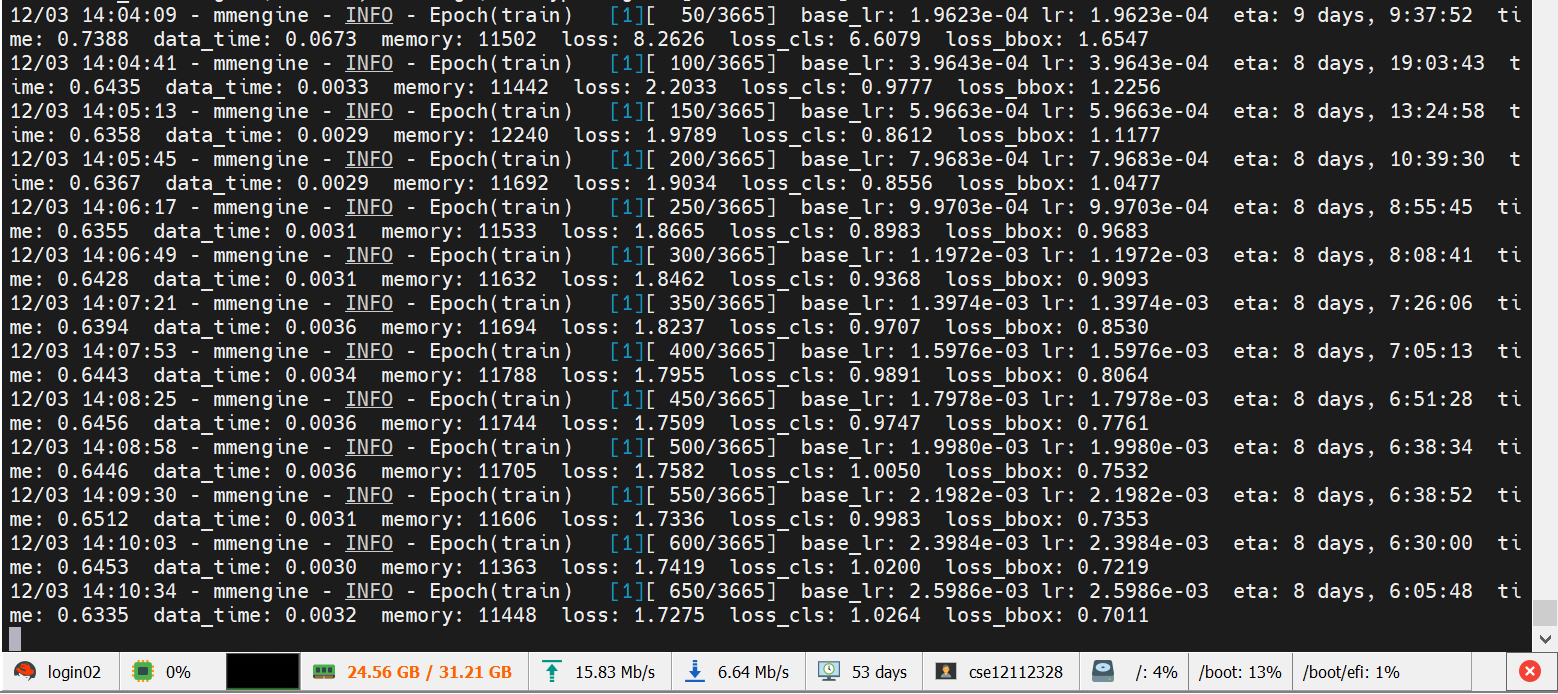 12/03 14:04:09 - mmengine - INFO - Epoch(train)   [1][  50/3665]  base_lr: 1.9623e-04 lr: 1.9623e-04  eta: 9 days, 9:37:52  ti
me: 0.7388  data_time: 0.0673  memory: 11502  loss: 8.2626  loss_cls: 6.6079  loss_bbox: 1.6547
12/03 14:04:41 - mmengine - INFO - Epoch(train)   [1][ 100/3665]  base_lr: 3.9643e-04 lr: 3.9643e-04  eta: 8 days, 19:03:43  t
ime: 0.6435  data_time: 0.0033  memory: 11442  loss: 2.2033  loss_cls: 0.9777  loss_bbox: 1.2256
12/03 14:05:13 - mmengine - INFO - Epoch(train)   [1][ 150/3665]  base_lr: 5.9663e-04 lr: 5.9663e-04  eta: 8 days, 13:24:58  t
ime: 0.6358  data_time: 0.0029  memory: 12240  loss: 1.9789  loss_cls: 0.8612  loss_bbox: 1.1177
12/03 14:05:45 - mmengine - INFO - Epoch(train)   [1][ 200/3665]  base_lr: 7.9683e-04 lr: 7.9683e-04  eta: 8 days, 10:39:30  t
ime: 0.6367  data_time: 0.0029  memory: 11692  loss: 1.9034  loss_cls: 0.8556  loss_bbox: 1.0477
12/03 14:06:17 - mmengine - INFO - Epoch(train)   [1][ 250/3665]  base_lr: 9.9703e-04 lr: 9.9703e-04  eta: 8 days, 8:55:45  ti
me: 0.6355  data_time: 0.0031  memory: 11533  loss: 1.8665  loss_cls: 0.8983  loss_bbox: 0.9683
12/03 14:06:49 - mmengine - INFO - Epoch(train)   [1][ 300/3665]  base_lr: 1.1972e-03 lr: 1.1972e-03  eta: 8 days, 8:08:41  ti
me: 0.6428  data_time: 0.0031  memory: 11632  loss: 1.8462  loss_cls: 0.9368  loss_bbox: 0.9093
12/03 14:07:21 - mmengine - INFO - Epoch(train)   [1][ 350/3665]  base_lr: 1.3974e-03 lr: 1.3974e-03  eta: 8 days, 7:26:06  ti
me: 0.6394  data_time: 0.0036  memory: 11694  loss: 1.8237  loss_cls: 0.9707  loss_bbox: 0.8530
12/03 14:07:53 - mmengine - INFO - Epoch(train)   [1][ 400/3665]  base_lr: 1.5976e-03 lr: 1.5976e-03  eta: 8 days, 7:05:13  ti
me: 0.6443  data_time: 0.0034  memory: 11788  loss: 1.7955  loss_cls: 0.9891  loss_bbox: 0.8064
12/03 14:08:25 - mmengine - INFO - Epoch(train)   [1][ 450/3665]  base_lr: 1.7978e-03 lr: 1.7978e-03  eta: 8 days, 6:51:28  ti
me: 0.6456  data_time: 0.0036  memory: 11744  loss: 1.7509  loss_cls: 0.9747  loss_bbox: 0.7761
12/03 14:08:58 - mmengine - INFO - Epoch(train)   [1][ 500/3665]  base_lr: 1.9980e-03 lr: 1.9980e-03  eta: 8 days, 6:38:34  ti
me: 0.6446  data_time: 0.0036  memory: 11705  loss: 1.7582  loss_cls: 1.0050  loss_bbox: 0.7532
12/03 14:09:30 - mmengine - INFO - Epoch(train)   [1][ 550/3665]  base_lr: 2.1982e-03 lr: 2.1982e-03  eta: 8 days, 6:38:52  ti
me: 0.6512  data_time: 0.0031  memory: 11606  loss: 1.7336  loss_cls: 0.9983  loss_bbox: 0.7353
12/03 14:10:03 - mmengine - INFO - Epoch(train)   [1][ 600/3665]  base_lr: 2.3984e-03 lr: 2.3984e-03  eta: 8 days, 6:30:00  ti
me: 0.6453  data_time: 0.0030  memory: 11363  loss: 1.7419  loss_cls: 1.0200  loss_bbox: 0.7219
12/03 14:10:34 - mmengine - INFO - Epoch(train)   [1][ 650/3665]  base_lr: 2.5986e-03 lr: 2.5986e-03  eta: 8 days, 6:05:48  ti
me: 0.6335  data_time: 0.0032  memory: 11448  loss: 1.7275  loss_cls: 1.0264  loss_bbox: 0.7011
login02  0%  24.56 GB / 31.21 GB  15.83 Mb/s  6.64 Mb/s  53 days  cse12112328  /: 4%  /boot: 13%  /boot/efi: 1%